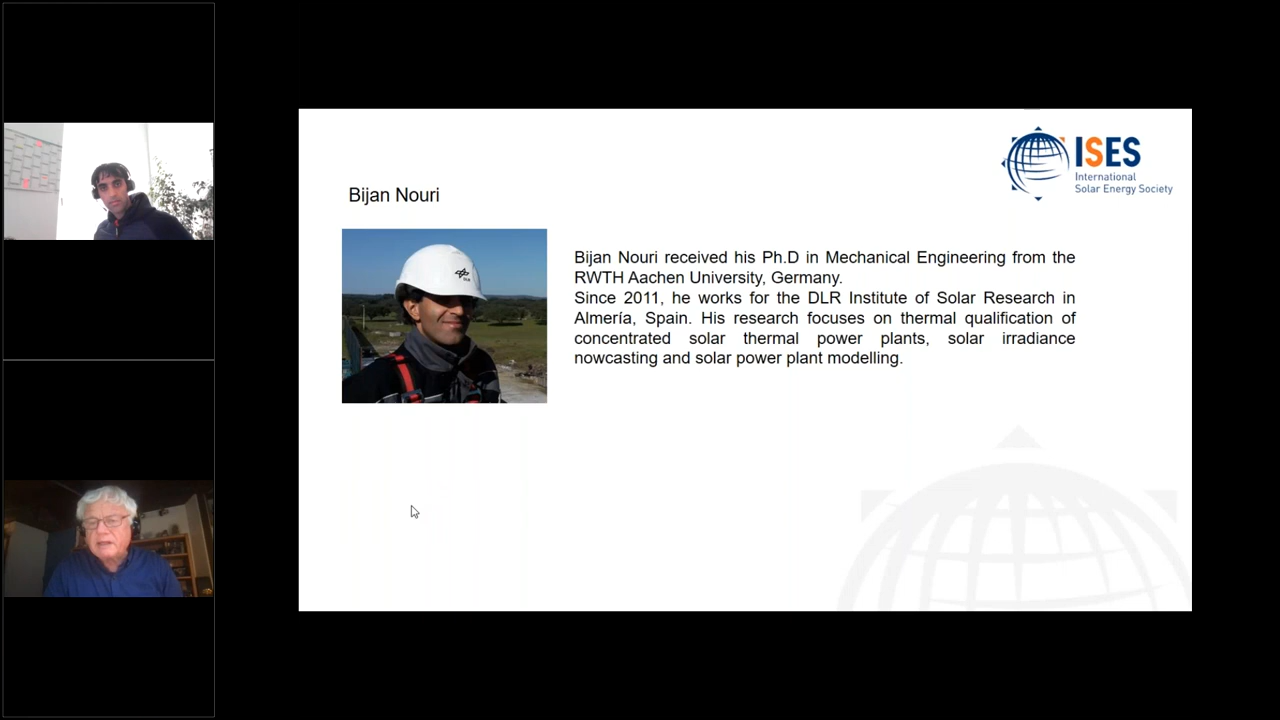 ISES
International
Solar Energy Society
Bijan Nouri
DLR
Bijan Nouri received his Ph.D in Mechanical Engineering from the
RWTH Aachen University, Germany.
Since 2011, he works for the DLR Institute of Solar Research in
Almería, Spain. His research focuses on thermal qualification of
concentrated solar thermal power plants, solar irradiance
nowcasting and solar power plant modelling.